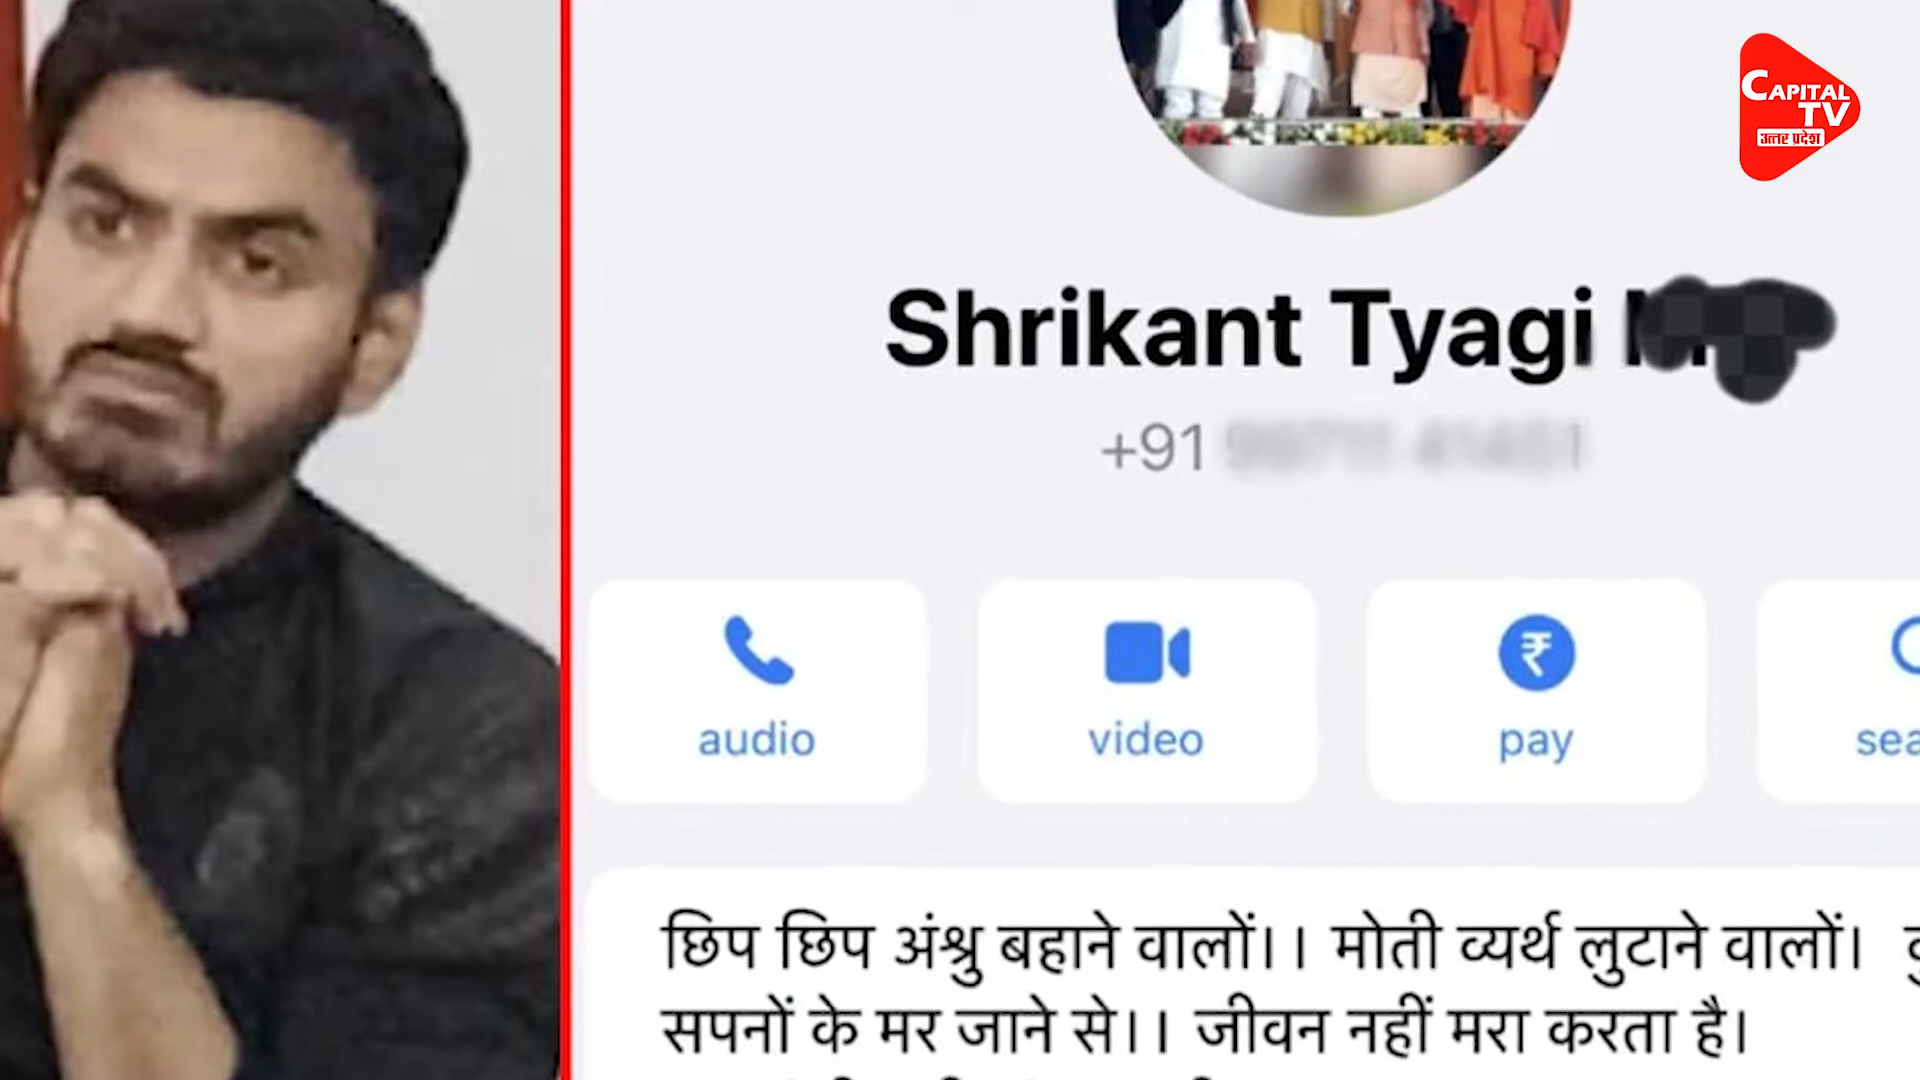 CAPITAL
TV
उत्तर प्रदेश
Shrikant Tyagi
+91
audio
video
pay
छिप छिप अंश्रु बहाने वालों।। मोती व्यर्थ लुटाने वालों।
सपनों के मर जाने से।। जीवन नहीं मरा करता है।